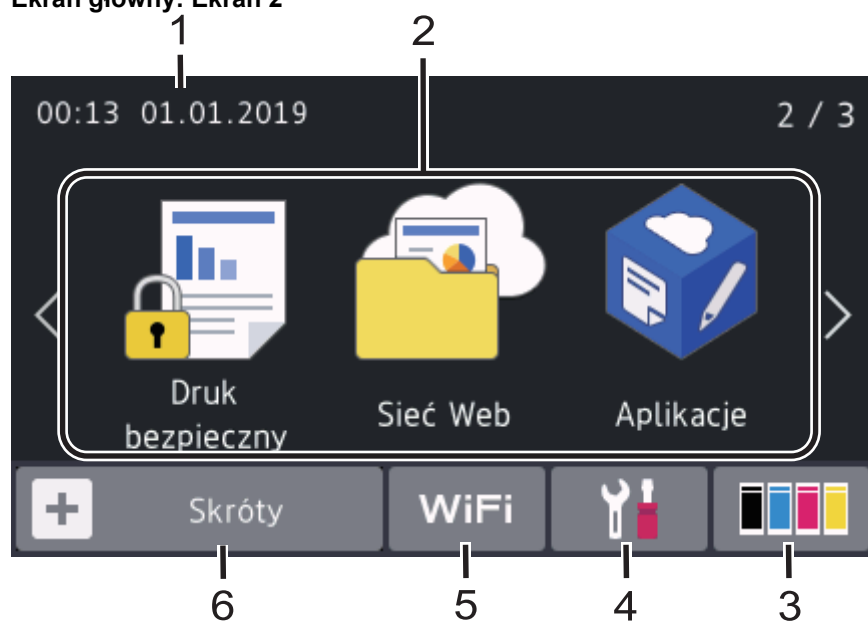 Ekran główny: Ekran 2
1 2
00:13 01.01.2019 2 / 3
Druk
bezpieczny
Sieć Web
Aplikacje
Skróty WiFi
6 5 4 3